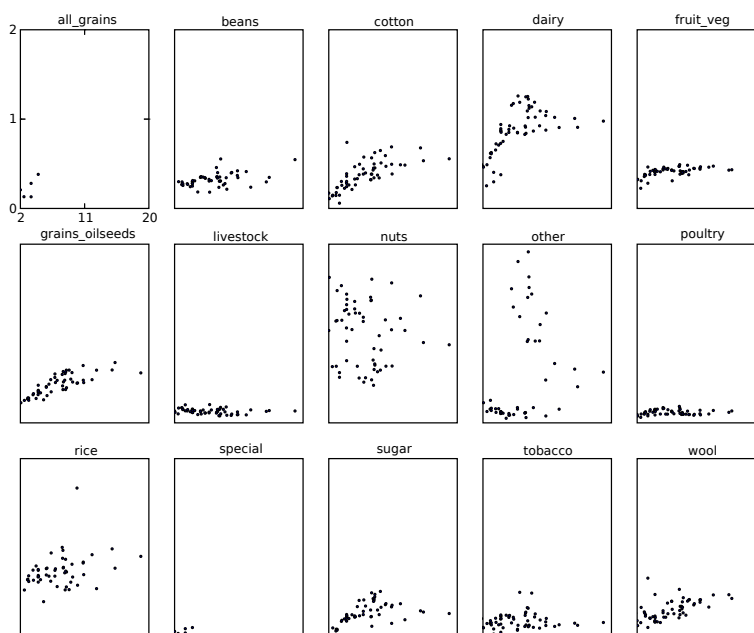 all_grains beans cotton dairy fruit_veg
2
1
0
2 11 20
grains_oilseeds livestock nuts other poultry
rice special sugar tobacco wool